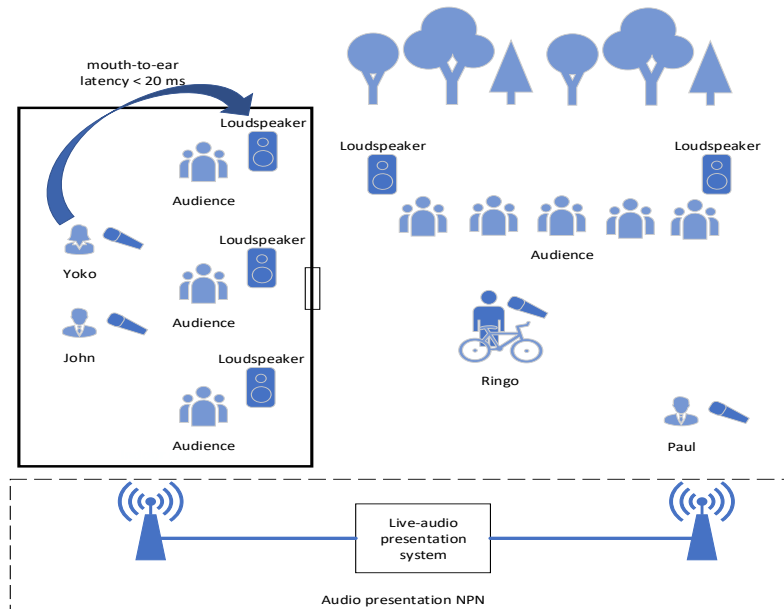 mouth-to-ear
latency < 20 ms
Loudspeaker
Audience
Yoko
Loudspeaker
Audience
John
Loudspeaker
Audience
Loudspeaker
Loudspeaker
Audience
Ringo
Paul
Live-audio
presentation
system
Audio presentation NPN